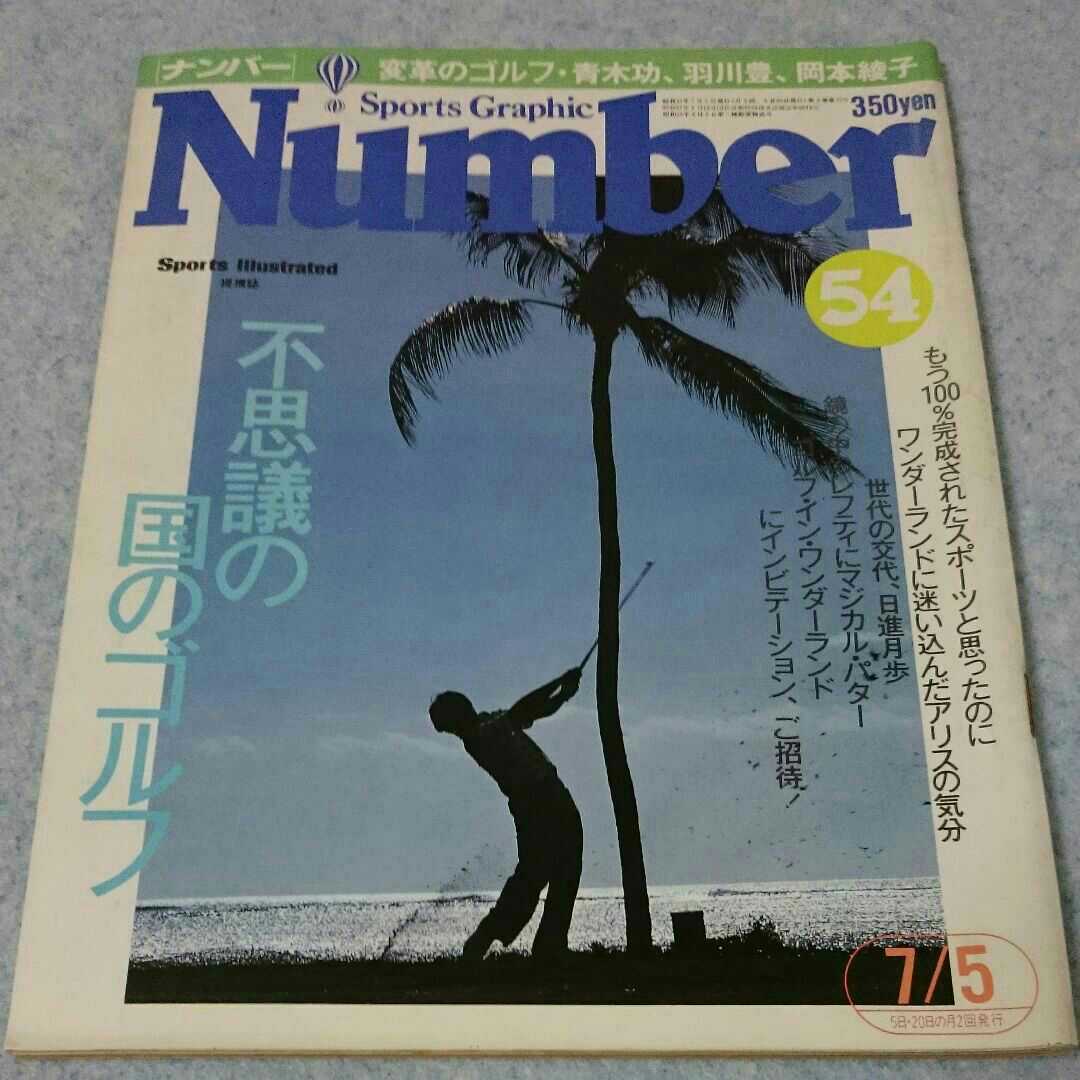 ナンバー
変革のゴルフ・青木功、羽川豊、岡本綾子
Sports Graphic
350yen
Number
Sports Illustrated
提携誌
54
不思議の
国のゴルフ
もう100%完成されたスポーツと思ったのに
ワンダーランドに迷い込んだアリスの気分
世代の交代、日進月歩
レフティにマジカル・パター
ゴルフ・イン・ワンダーランド
にインビテーション、ご招待!
7/5
5日・20日の月2回発行